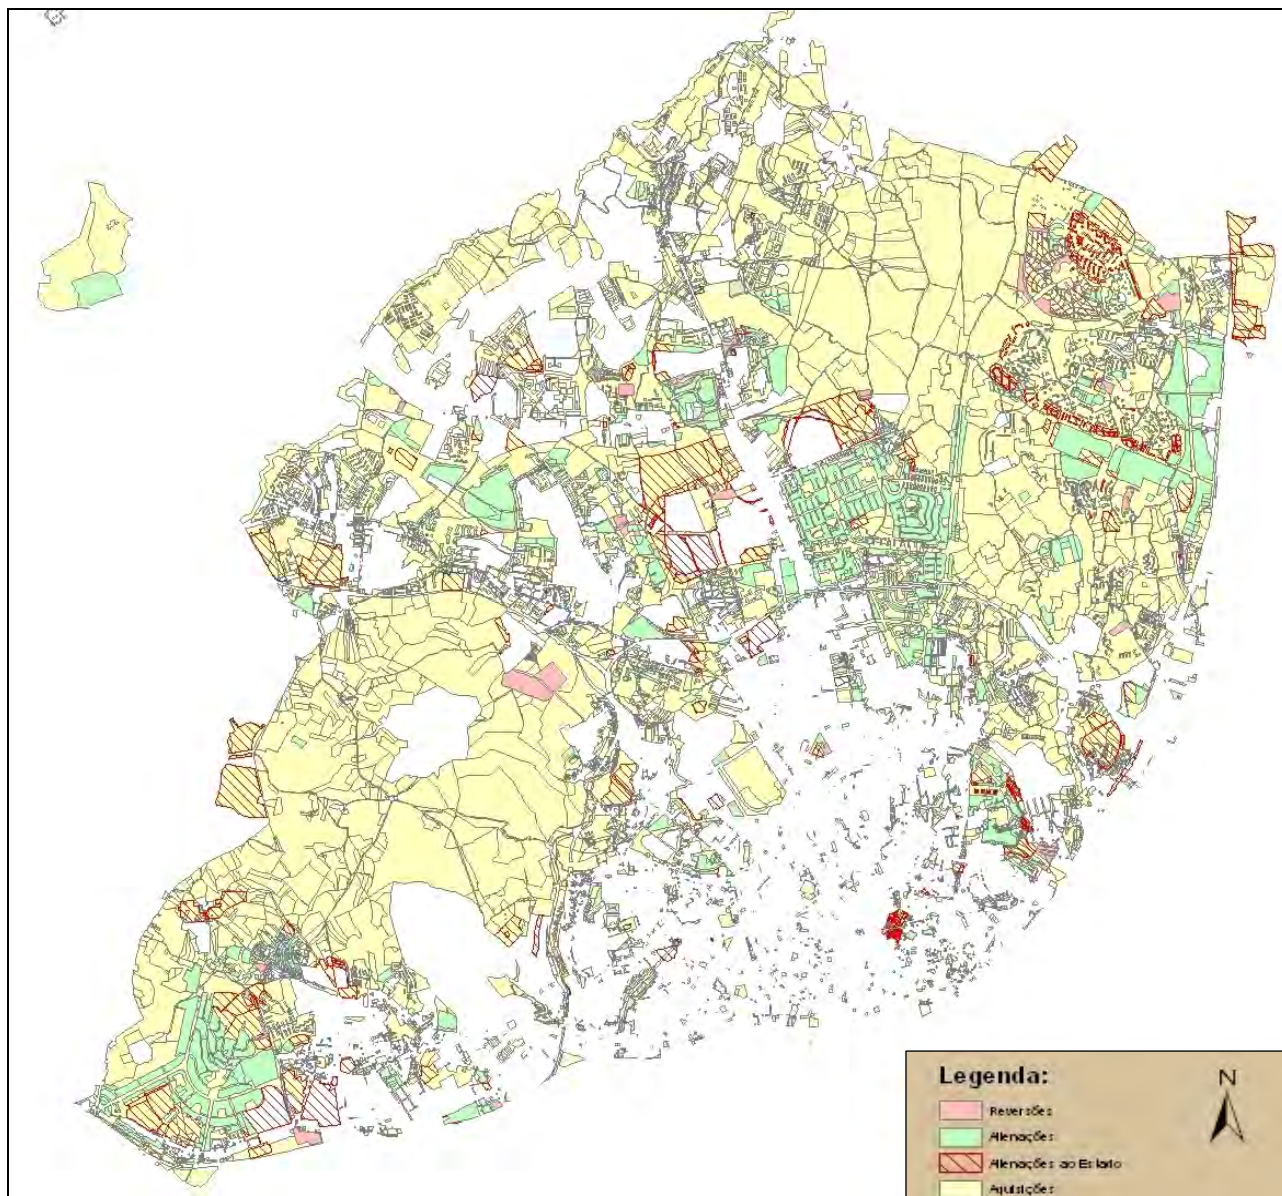 Legenda:
N
Reversões
Alienações
Alienações ao Estado
Aquisições